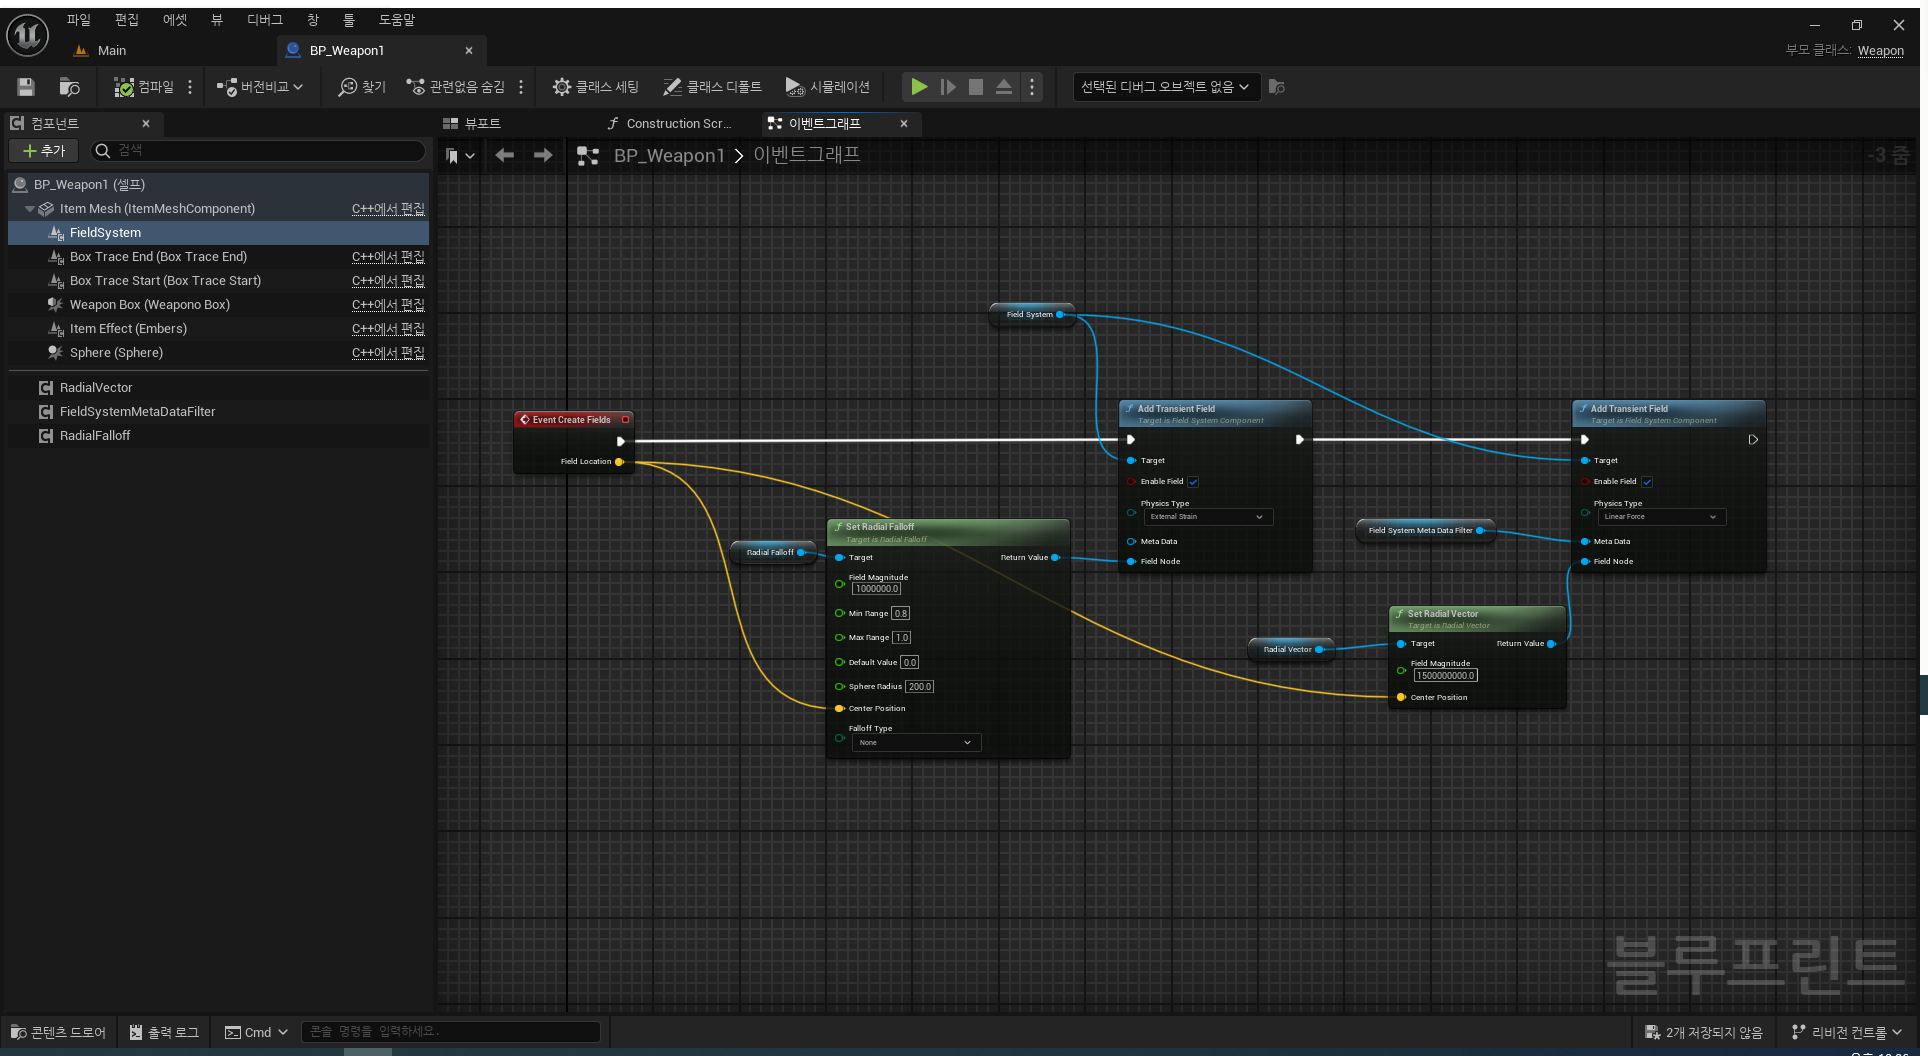 파일 편집 에셋 뷰 디버그 창 툴 도움말
Main
BP_Weapon1
부모 클래스: Weapon
컴파일
버전비교
찾기
관련없음 숨김
클래스 세팅
클래스 디폴트
시뮬레이션
선택된 디버그 오브젝트 없음
컴포넌트
추가
검색
BP_Weapon1 (셀프)
Item Mesh (ItemMeshComponent) C++에서 편집
FieldSystem
Box Trace End (Box Trace End) C++에서 편집
Box Trace Start (Box Trace Start) C++에서 편집
Weapon Box (Weapono Box) C++에서 편집
Item Effect (Embers) C++에서 편집
Sphere (Sphere) C++에서 편집
RadialVector
FieldSystemMetaDataFilter
RadialFalloff
뷰포트
Construction Scr...
이벤트그래프
BP_Weapon1 > 이벤트그래프
-3 줌
Field System
Event Create Fields
Field Location
Add Transient Field
Target is Field System Component
Target
Enable Field
Physics Type
External Strain
Meta Data
Field Node
Add Transient Field
Target is Field System Component
Target
Enable Field
Physics Type
Linear Force
Meta Data
Field Node
Field System Meta Data Filter
Radial Falloff
Set Radial Falloff
Target is Radial Falloff
Target Return Value
Field Magnitude
1000000.0
Min Range 0.8
Max Range 1.0
Default Value 0.0
Sphere Radius 200.0
Center Position
Falloff Type
None
Radial Vector
Set Radial Vector
Target is Radial Vector
Target Return Value
Field Magnitude
1500000000.0
Center Position
블루프린트
콘텐츠 드로어
출력 로그
Cmd
콘솔 명령을 입력하세요.
2개 저장되지 않음
리비전 컨트롤